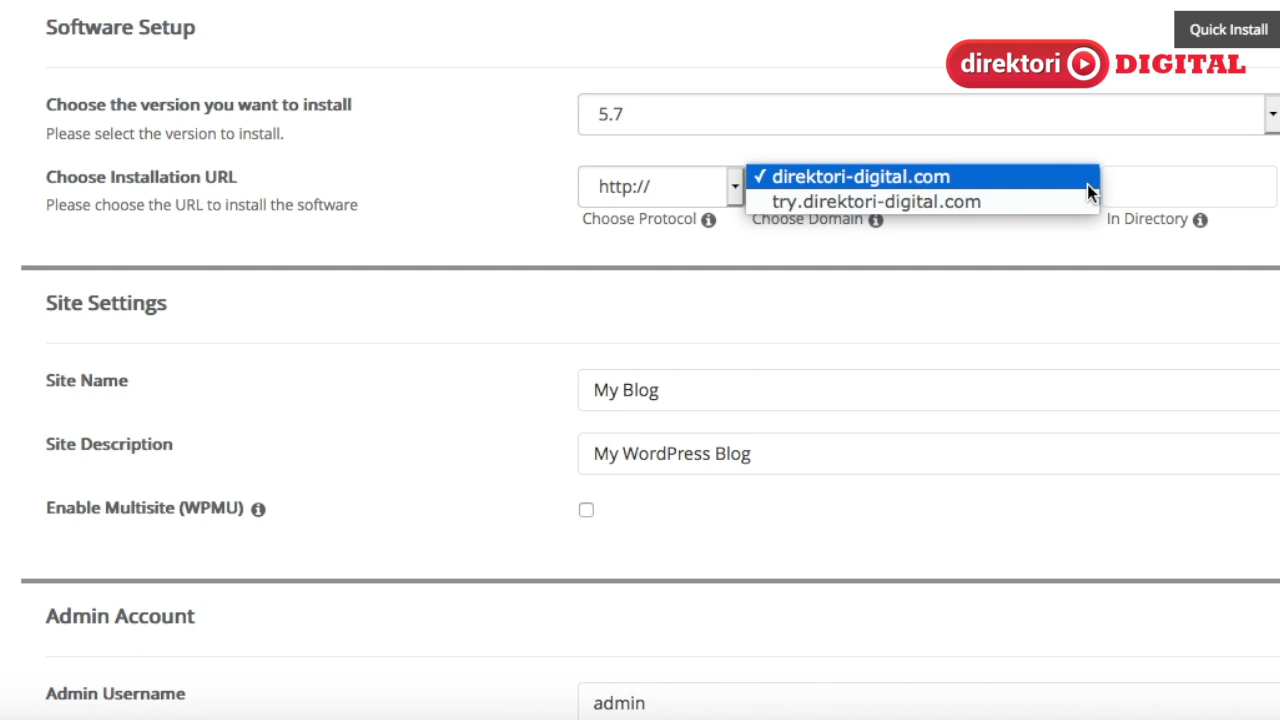 Software Setup
Quick Install
direktori DIGITAL
Choose the version you want to install
Please select the version to install.
5.7
Choose Installation URL
Please choose the URL to install the software
http://
✓ direktori-digital.com
try.direktori-digital.com
Choose Protocol
Choose Domain
In Directory
Site Settings
Site Name
My Blog
Site Description
My WordPress Blog
Enable Multisite (WPMU)
Admin Account
Admin Username
admin